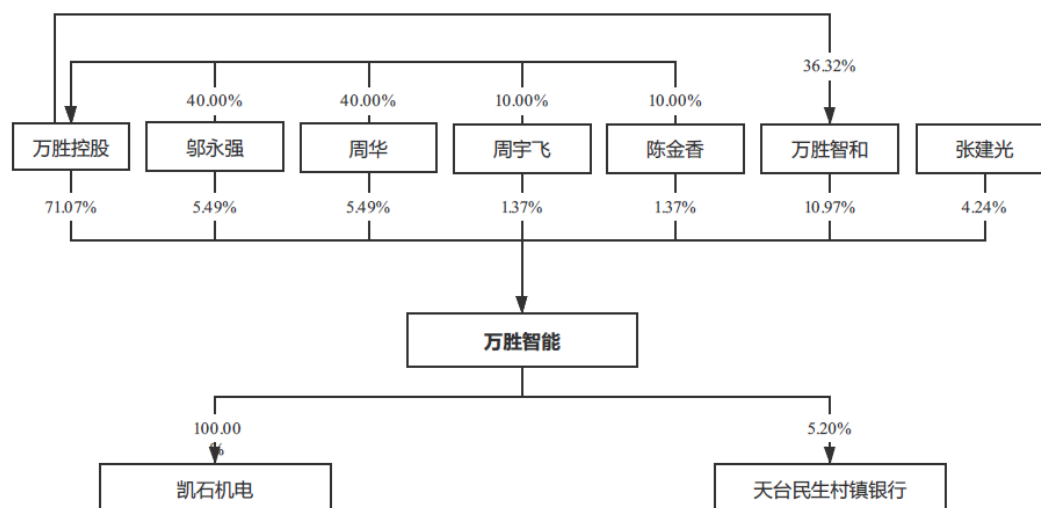 36.32%
40.00%
40.00%
10.00%
10.00%
万胜控股
邬永强
周华
周宇飞
陈金香
万胜智和
张建光
71.07%
5.49%
5.49%
1.37%
1.37%
10.97%
4.24%
万胜智能
100.00
%
5.20%
凯石机电
天台民生村镇银行